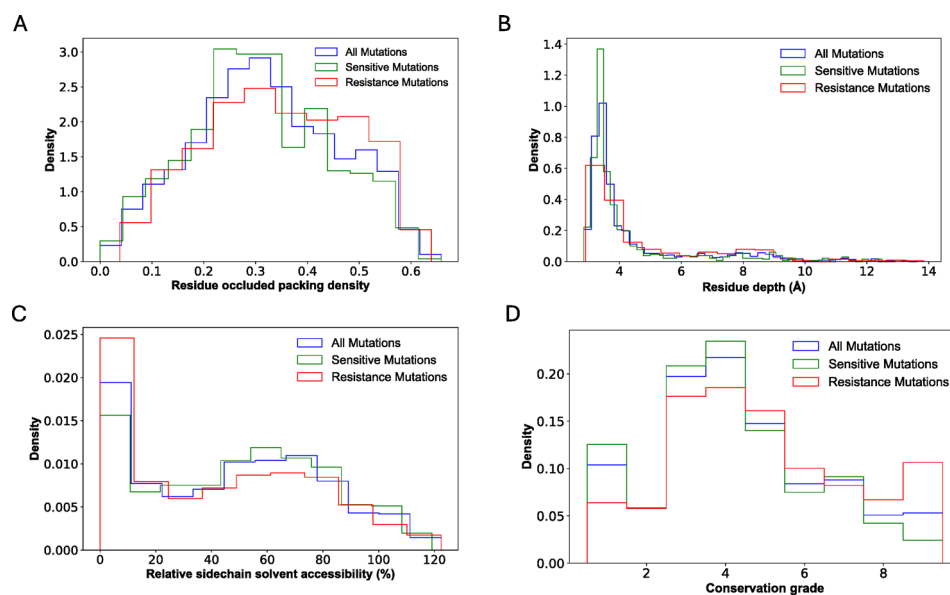 A
3.0
2.5
2.0
1.5
1.0
0.5
0.0
Density
0.0 0.1 0.2 0.3 0.4 0.5 0.6
Residue occluded packing density
All Mutations
Sensitive Mutations
Resistance Mutations
B
1.4
1.2
1.0
0.8
0.6
0.4
0.2
0.0
Density
4 6 8 10 12 14
Residue depth (Å)
All Mutations
Sensitive Mutations
Resistance Mutations
C
0.025
0.020
0.015
0.010
0.005
0.000
Density
0 20 40 60 80 100 120
Relative sidechain solvent accessibility (%)
All Mutations
Sensitive Mutations
Resistance Mutations
D
0.20
0.15
0.10
0.05
0.00
Density
2 4 6 8
Conservation grade
All Mutations
Sensitive Mutations
Resistance Mutations